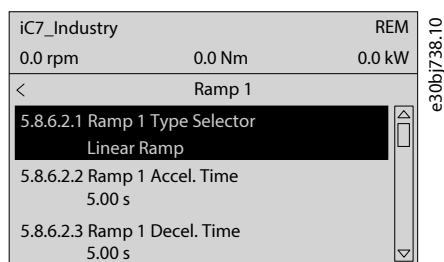 iC7_Industry REM
0.0 rpm 0.0 Nm 0.0 kW
< Ramp 1
5.8.6.2.1 Ramp 1 Type Selector
Linear Ramp
5.8.6.2.2 Ramp 1 Accel. Time
5.00 s
5.8.6.2.3 Ramp 1 Decel. Time
5.00 s
e30bj738.10